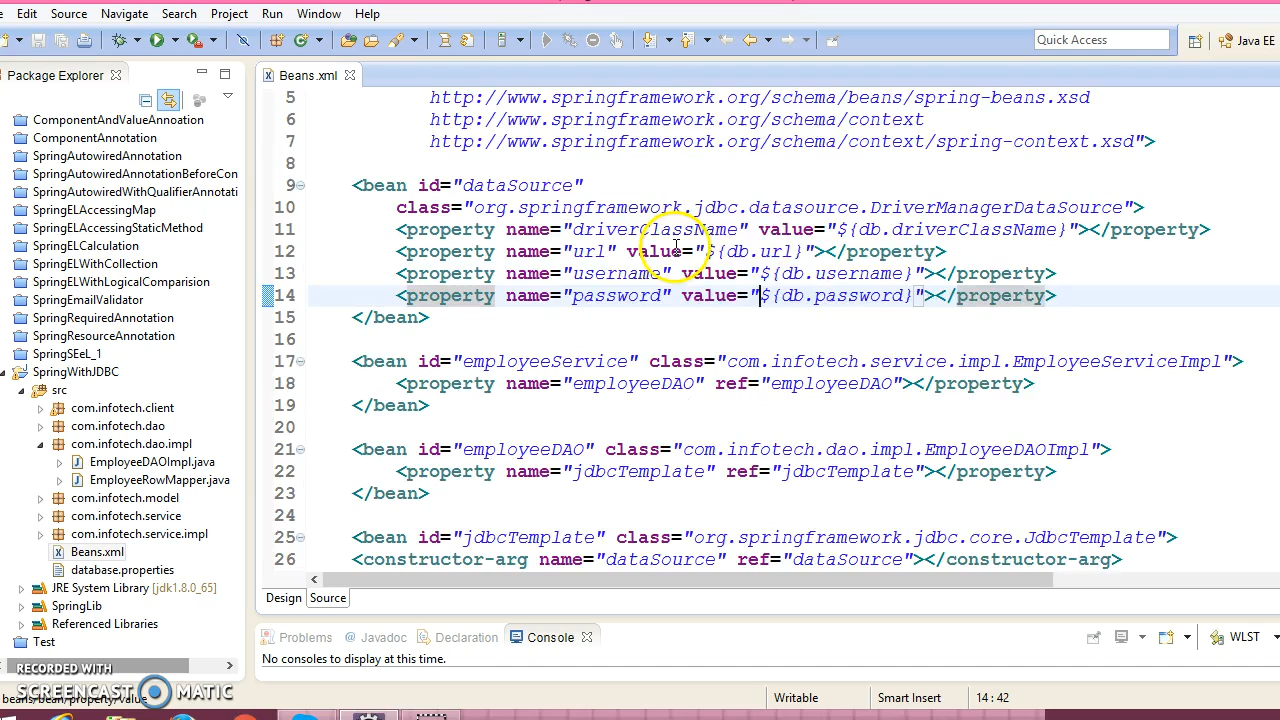 Edit Source Navigate Search Project Run Window Help
Quick Access
Java EE
Package Explorer
Beans.xml
ComponentAndValueAnnoation
ComponentAnnotation
SpringAutowiredAnnotation
SpringAutowiredAnnotationBeforeCon
SpringAutowiredWithQualifierAnnotati
SpringELAccessingMap
SpringELAccessingStaticMethod
SpringELCalculation
SpringELWithCollection
SpringELWithLogicalComparision
SpringEmailValidator
SpringRequiredAnnotation
SpringResourceAnnotation
SpringSEeL_1
SpringWithJDBC
src
com.infotech.client
com.infotech.dao
com.infotech.dao.impl
EmployeeDAOImpl.java
EmployeeRowMapper.java
com.infotech.model
com.infotech.service
com.infotech.service.impl
Beans.xml
database.properties
JRE System Library [jdk1.8.0_65]
SpringLib
Referenced Libraries
Test
5 http://www.springframework.org/schema/beans/spring-beans.xsd
6 http://www.springframework.org/schema/context
7 http://www.springframework.org/schema/context/spring-context.xsd">
8
9 <bean id="dataSource"
10 class="org.springframework.jdbc.datasource.DriverManagerDataSource">
11 <property name="driverClassName" value="${db.driverClassName}"></property>
12 <property name="url" value="${db.url}"></property>
13 <property name="username" value="${db.username}"></property>
14 <property name="password" value="${db.password}"></property>
15 </bean>
16
17 <bean id="employeeService" class="com.infotech.service.impl.EmployeeServiceImpl">
18 <property name="employeeDAO" ref="employeeDAO"></property>
19 </bean>
20
21 <bean id="employeeDAO" class="com.infotech.dao.impl.EmployeeDAOImpl">
22 <property name="jdbcTemplate" ref="jdbcTemplate"></property>
23 </bean>
24
25 <bean id="jdbcTemplate" class="org.springframework.jdbc.core.JdbcTemplate">
26 <constructor-arg name="dataSource" ref="dataSource"></constructor-arg>
Design Source
Problems Javadoc Declaration Console
WLST
No consoles to display at this time.
RECORDED WITH
SCREENCAST MATIC
beans/bean/property/value
Writable Smart Insert 14 : 42